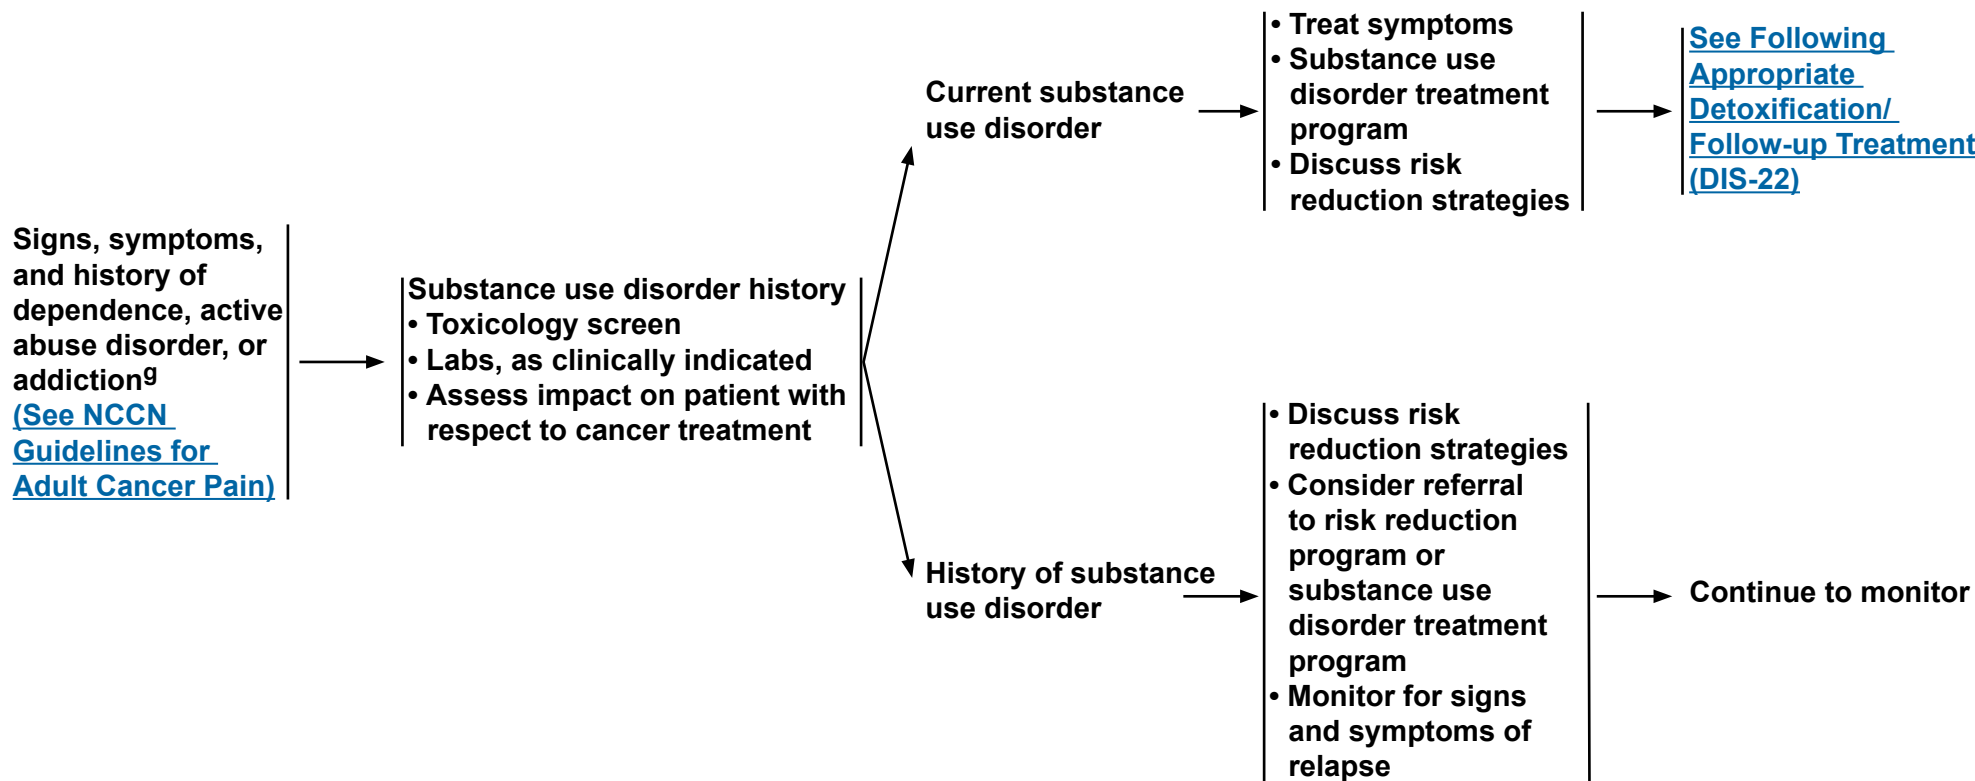 Signs, symptoms,
and history of
dependence, active
abuse disorder, or
addictiong
(See NCCN
Guidelines for
Adult Cancer Pain)
Substance use disorder history
• Toxicology screen
• Labs, as clinically indicated
• Assess impact on patient with
respect to cancer treatment
Current substance
use disorder
• Treat symptoms
• Substance use
disorder treatment
program
• Discuss risk
reduction strategies
See Following
Appropriate
Detoxification/
Follow-up Treatment
(DIS-22)
History of substance
use disorder
• Discuss risk
reduction strategies
• Consider referral
to risk reduction
program or
substance use
disorder treatment
program
• Monitor for signs
and symptoms of
relapse
Continue to monitor